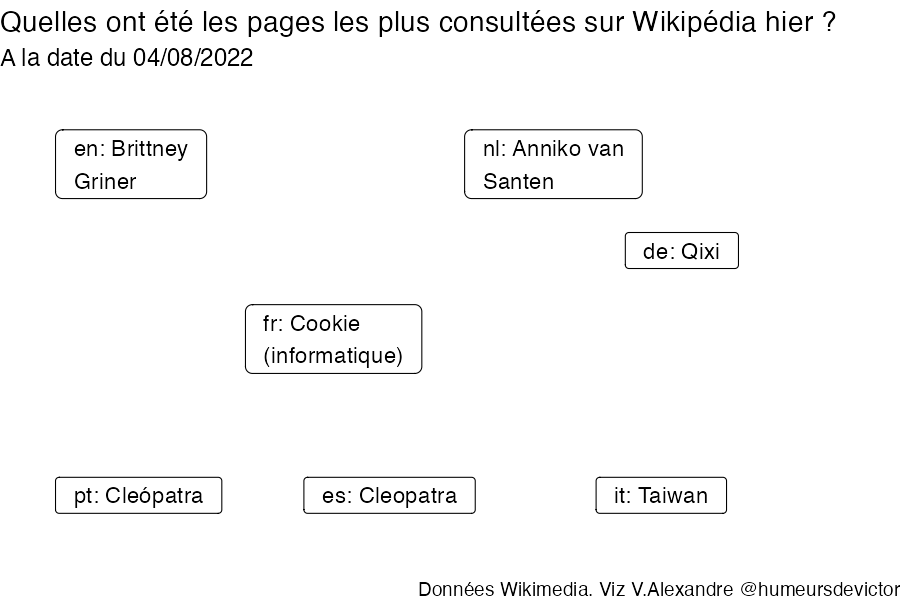 Quelles ont été les pages les plus consultées sur Wikipédia hier ?
A la date du 04/08/2022
en: Brittney
Griner
nl: Anniko van
Santen
de: Qixi
fr: Cookie
(informatique)
pt: Cleópatra
es: Cleopatra
it: Taiwan
Données Wikimedia. Viz V.Alexandre @humeursdevictor